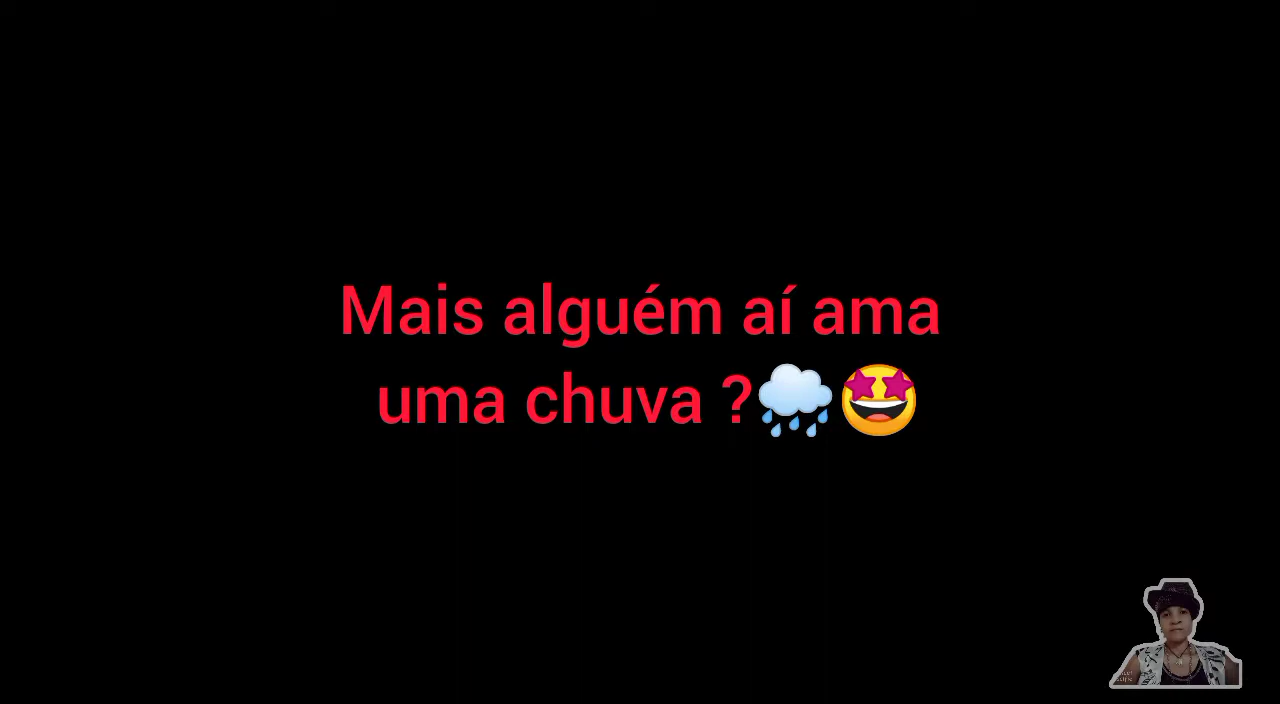 Mais alguém aí ama
uma chuva ?🌧️🤩